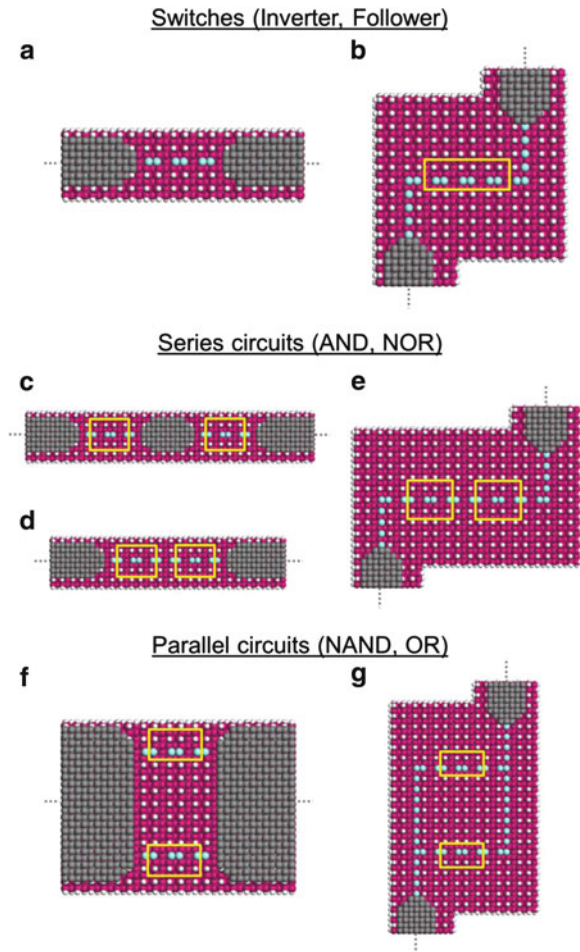 Switches (Inverter, Follower)
a
b
Series circuits (AND, NOR)
c
e
d
Parallel circuits (NAND, OR)
f
g